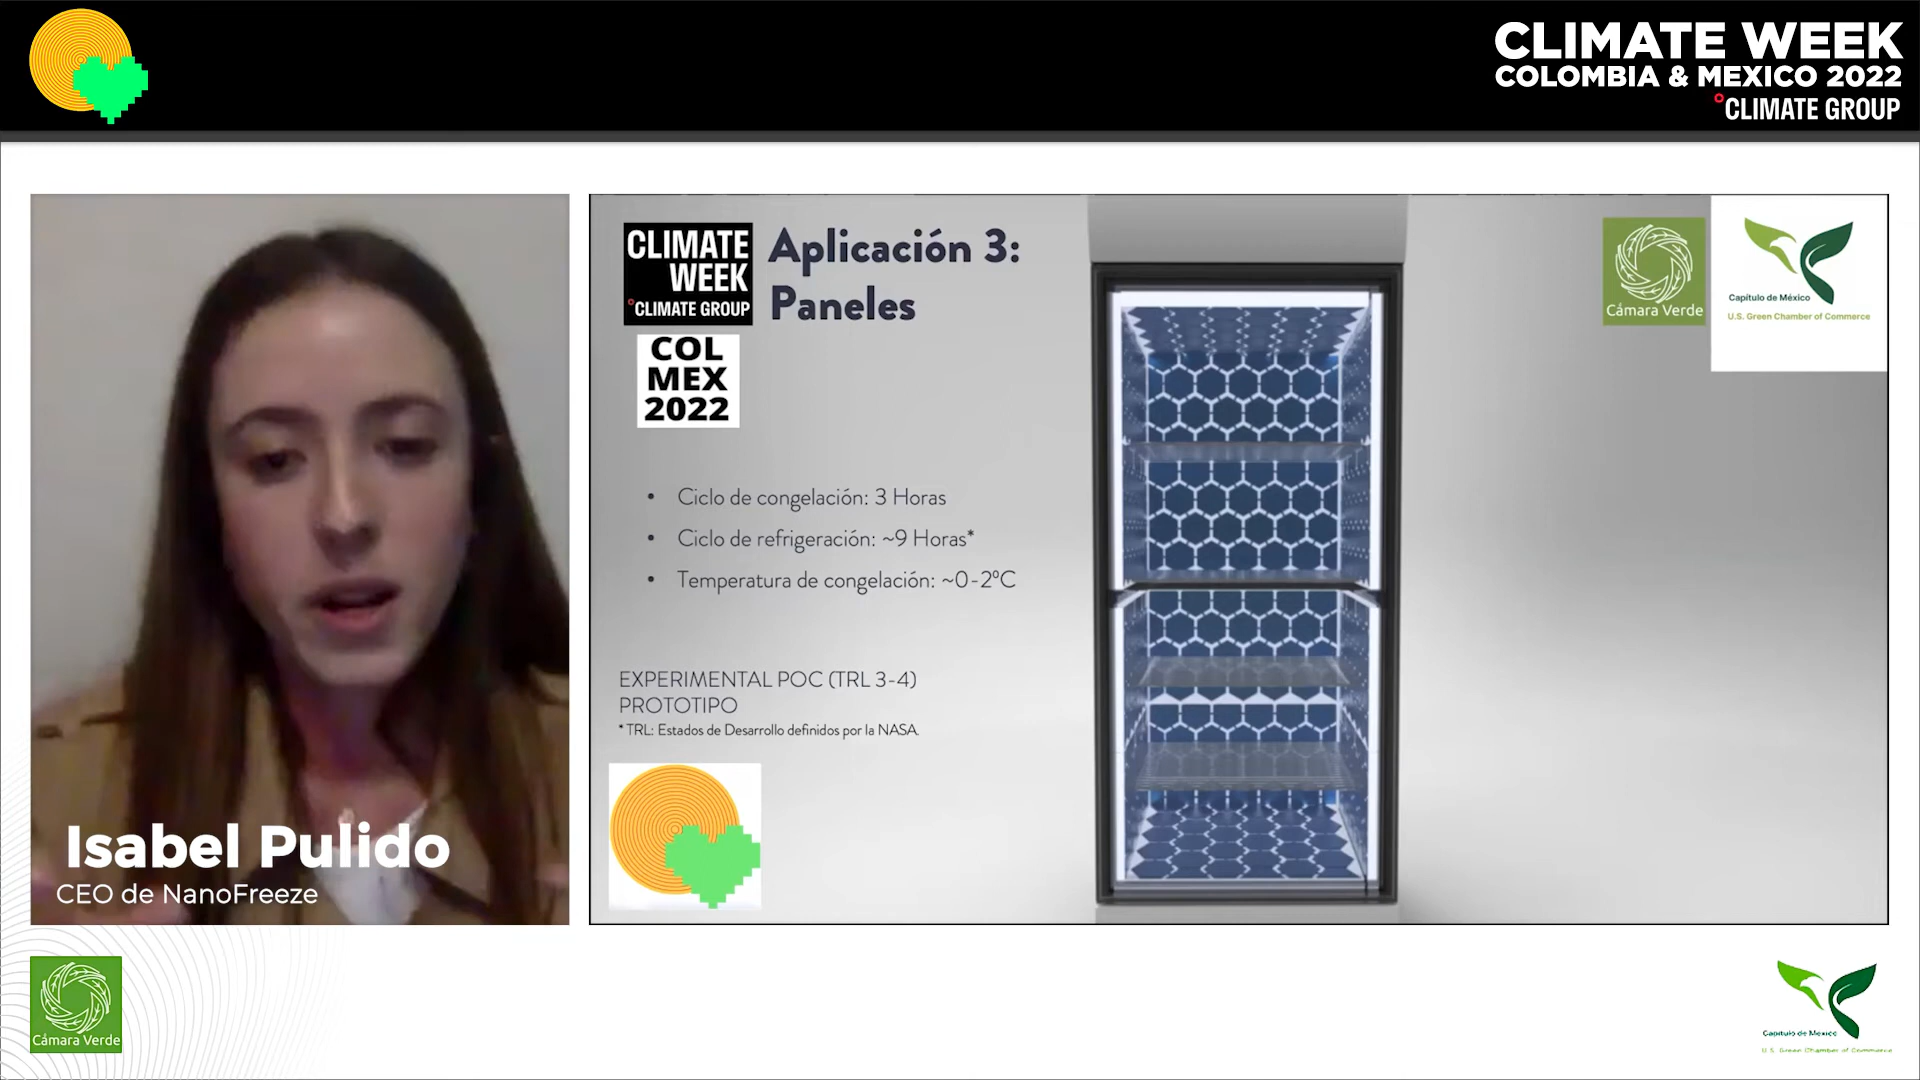 CLIMATE WEEK
COLOMBIA & MEXICO 2022
°CLIMATE GROUP
CLIMATE
WEEK
°CLIMATE GROUP
COL
MEX
2022
Aplicación 3:
Paneles
Cámara Verde
Capítulo de México
U.S. Green Chamber of Commerce
• Ciclo de congelación: 3 Horas
• Ciclo de refrigeración: ~9 Horas*
• Temperatura de congelación: ~0-2ºC
EXPERIMENTAL POC (TRL 3-4)
PROTOTIPO
* TRL: Estados de Desarrollo definidos por la NASA.
Isabel Pulido
CEO de NanoFreeze
Cámara Verde
Capítulo de México
U.S. Green Chamber of Commerce